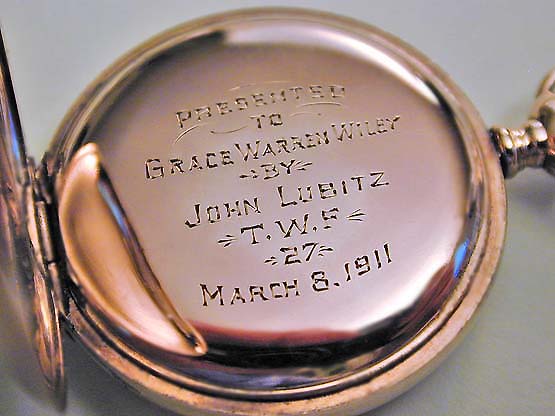 PRESENTED
TO
GRACE WARREN WILEY
BY
JOHN LUBITZ
T.W.F
27
MARCH 8, 1911